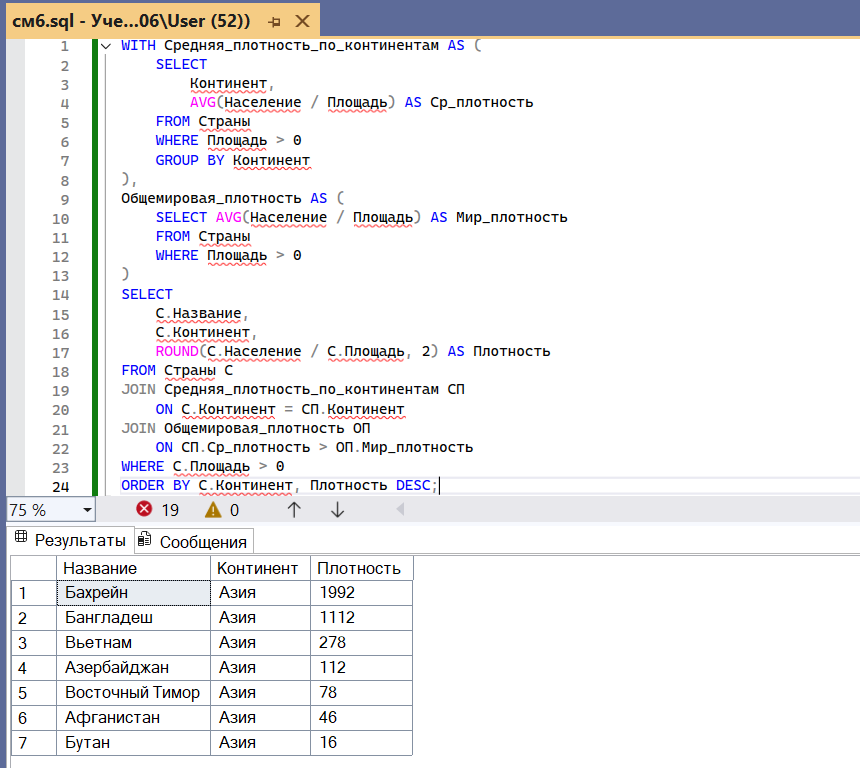 см6.sql - Уче...06\User (52))
1 WITH Средняя_плотность_по_континентам AS (
2 SELECT
3 Континент,
4 AVG(Население / Площадь) AS Ср_плотность
5 FROM Страны
6 WHERE Площадь > 0
7 GROUP BY Континент
8 ),
9 Общемировая_плотность AS (
10 SELECT AVG(Население / Площадь) AS Мир_плотность
11 FROM Страны
12 WHERE Площадь > 0
13 )
14 SELECT
15 С.Название,
16 С.Континент,
17 ROUND(С.Население / С.Площадь, 2) AS Плотность
18 FROM Страны С
19 JOIN Средняя_плотность_по_континентам СП
20 ON С.Континент = СП.Континент
21 JOIN Общемировая_плотность ОП
22 ON СП.Ср_плотность > ОП.Мир_плотность
23 WHERE С.Площадь > 0
24 ORDER BY С.Континент, Плотность DESC;
75 % 19 0
Результаты Сообщения
Название Континент Плотность
1 Бахрейн Азия 1992
2 Бангладеш Азия 1112
3 Вьетнам Азия 278
4 Азербайджан Азия 112
5 Восточный Тимор Азия 78
6 Афганистан Азия 46
7 Бутан Азия 16